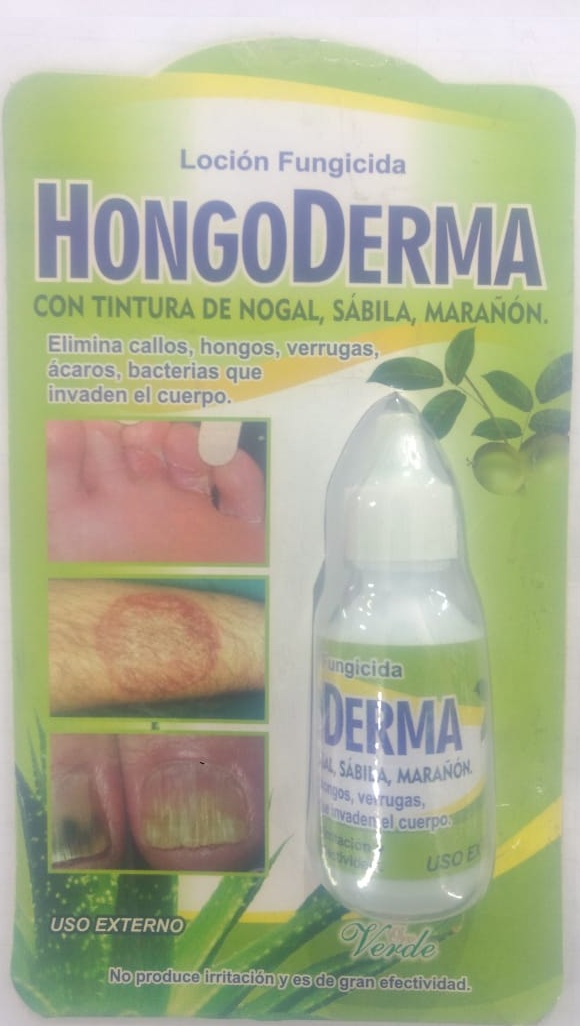 Loción Fungicida
HONGODERMA
CON TINTURA DE NOGAL, SÁBILA, MARAÑÓN.
Elimina callos, hongos, verrugas,
ácaros, bacterias que
invaden el cuerpo.
Fungicida
DERMA
SÁBILA, MARAÑÓN.
hongos, verrugas,
invaden el cuerpo.
USO EX
USO EXTERNO
Verde
No produce irritación y es de gran efectividad.